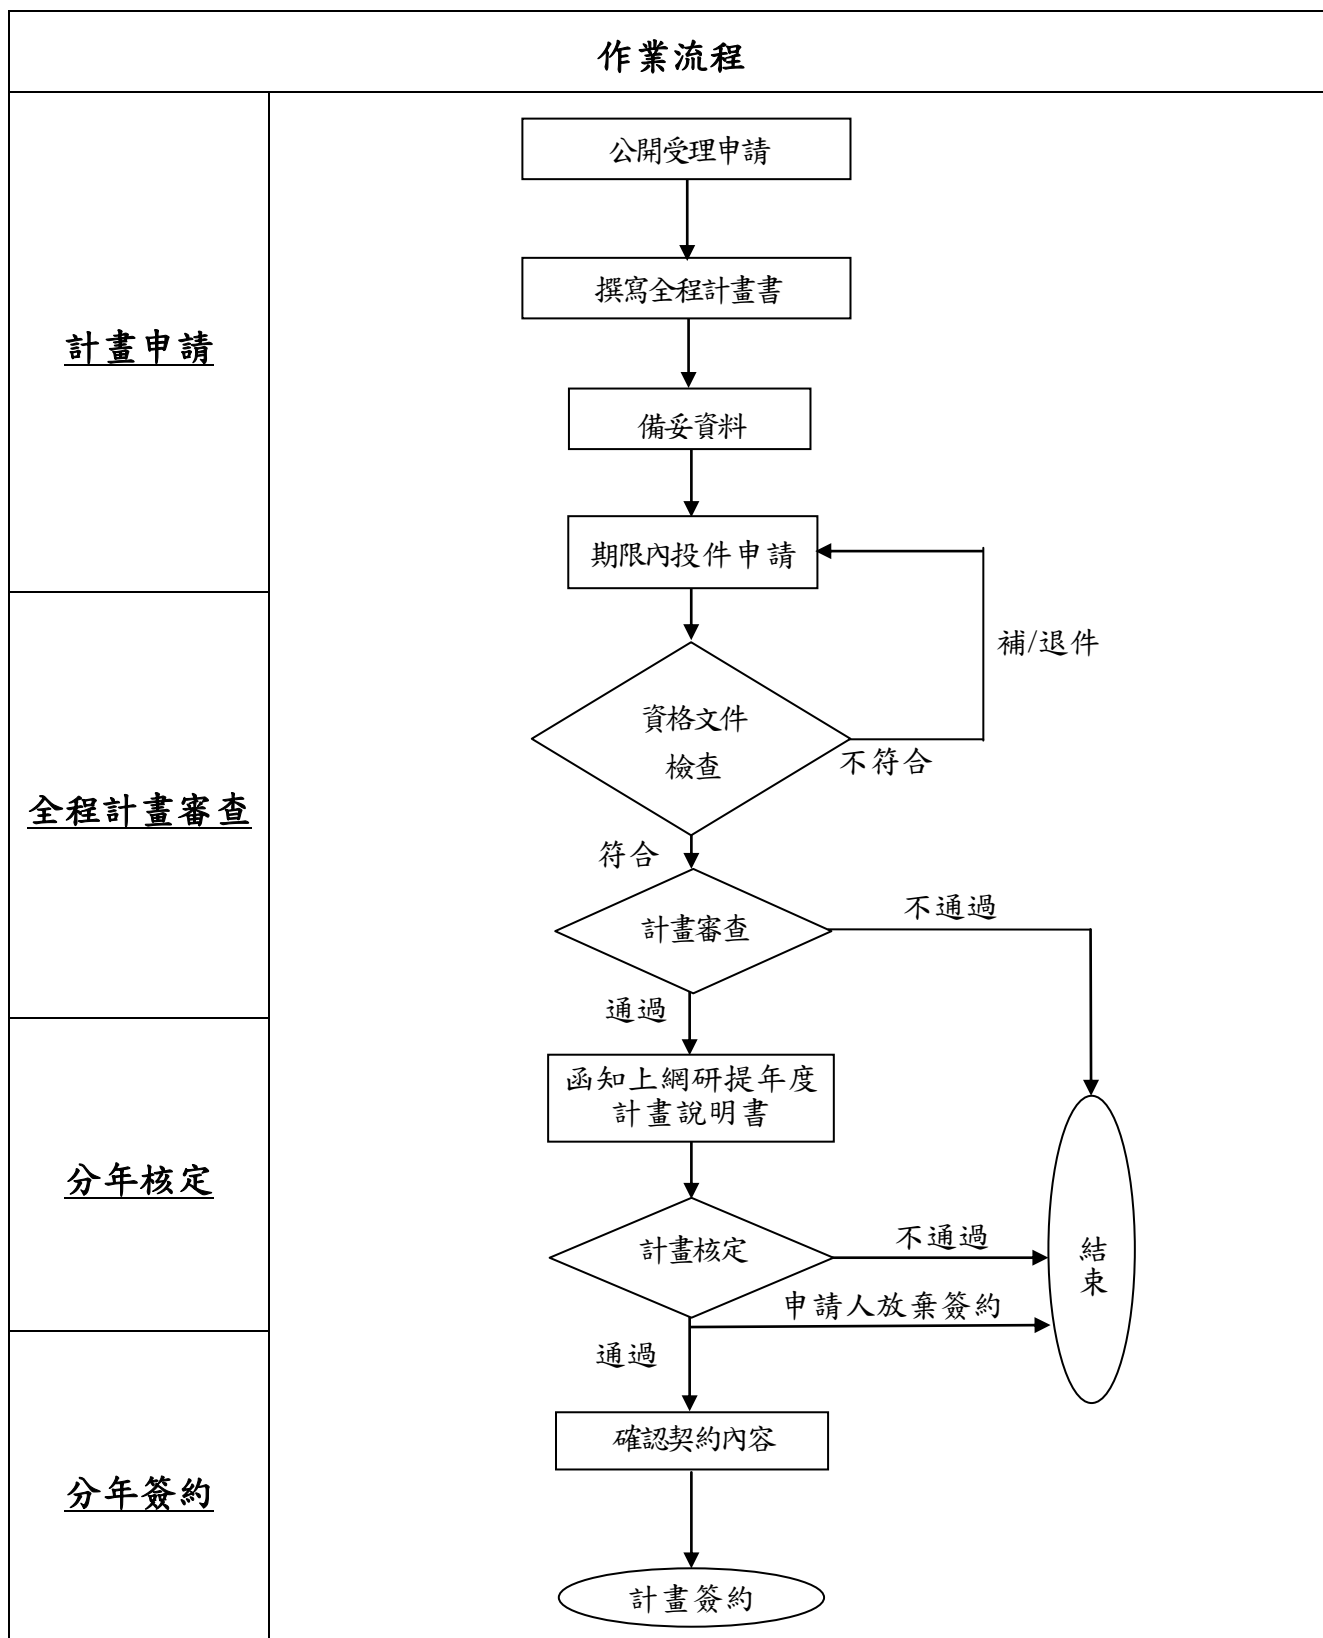 作業流程
計畫申請
公開受理申請
撰寫全程計畫書
備妥資料
期限內投件申請
補/退件
全程計畫審查
資格文件
檢查
不符合
符合
計畫審查
不通過
通過
分年核定
函知上網研提年度
計畫說明書
計畫核定
不通過
申請人放棄簽約
結
束
通過
分年簽約
確認契約內容
計畫簽約